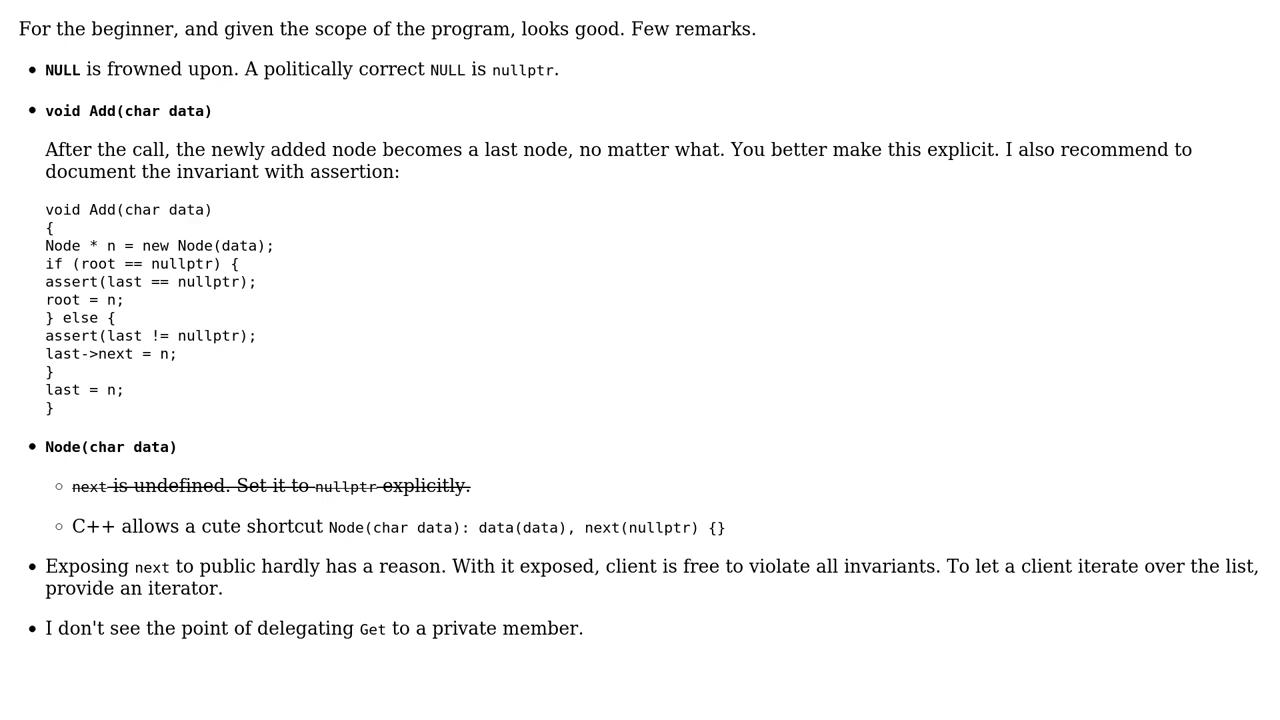 For the beginner, and given the scope of the program, looks good. Few remarks.
NULL is frowned upon. A politically correct NULL is nullptr.
void Add(char data)
After the call, the newly added node becomes a last node, no matter what. You better make this explicit. I also recommend to
document the invariant with assertion:
void Add(char data)
{
Node * n = new Node(data);
if (root == nullptr) {
assert(last == nullptr);
root = n;
} else {
assert(last != nullptr);
last->next = n;
}
last = n;
}
Node(char data)
next is undefined. Set it to nullptr explicitly.
C++ allows a cute shortcut Node(char data): data(data), next(nullptr) {}
Exposing next to public hardly has a reason. With it exposed, client is free to violate all invariants. To let a client iterate over the list,
provide an iterator.
I don't see the point of delegating Get to a private member.